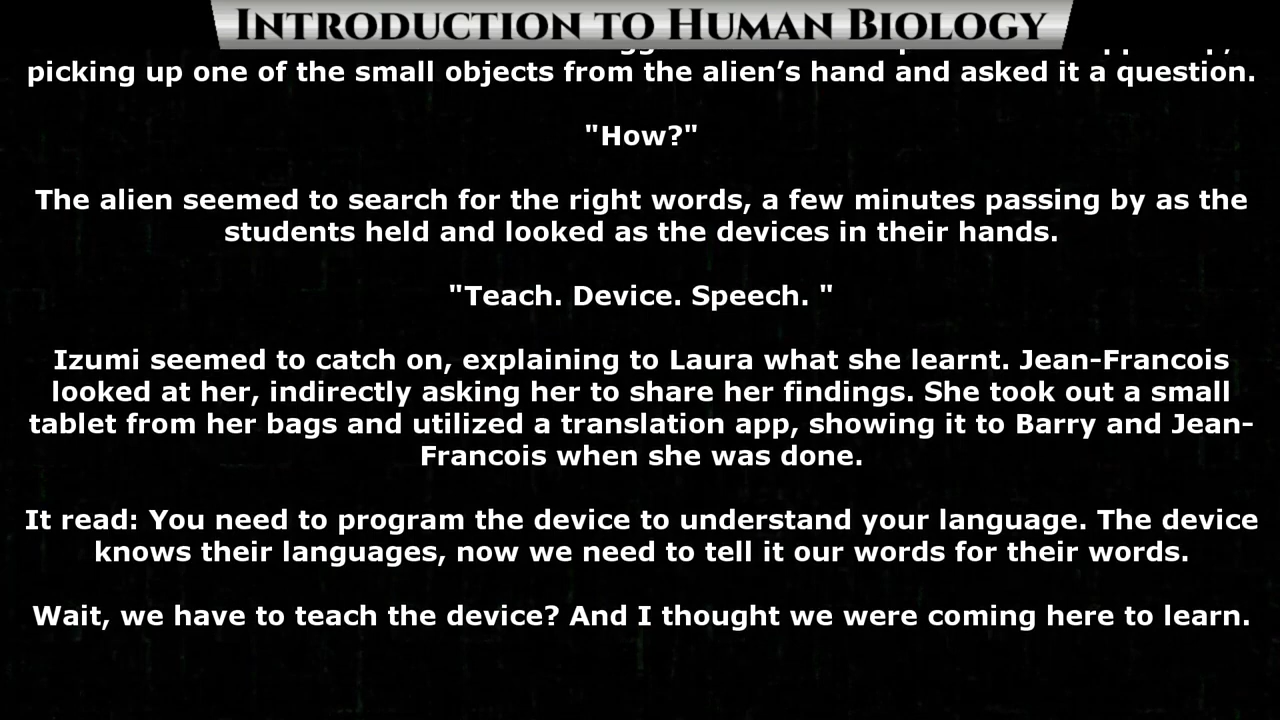 Introduction to Human Biology
picking up one of the small objects from the alien’s hand and asked it a question.
"How?"
The alien seemed to search for the right words, a few minutes passing by as the
students held and looked as the devices in their hands.
"Teach. Device. Speech. "
Izumi seemed to catch on, explaining to Laura what she learnt. Jean-Francois
looked at her, indirectly asking her to share her findings. She took out a small
tablet from her bags and utilized a translation app, showing it to Barry and Jean-
Francois when she was done.
It read: You need to program the device to understand your language. The device
knows their languages, now we need to tell it our words for their words.
Wait, we have to teach the device? And I thought we were coming here to learn.